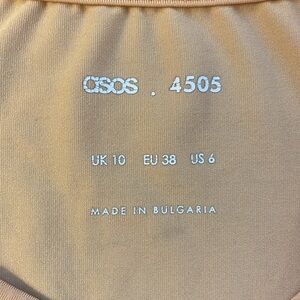 asos . 4505
UK 10 EU 38 US 6
MADE IN BULGARIA